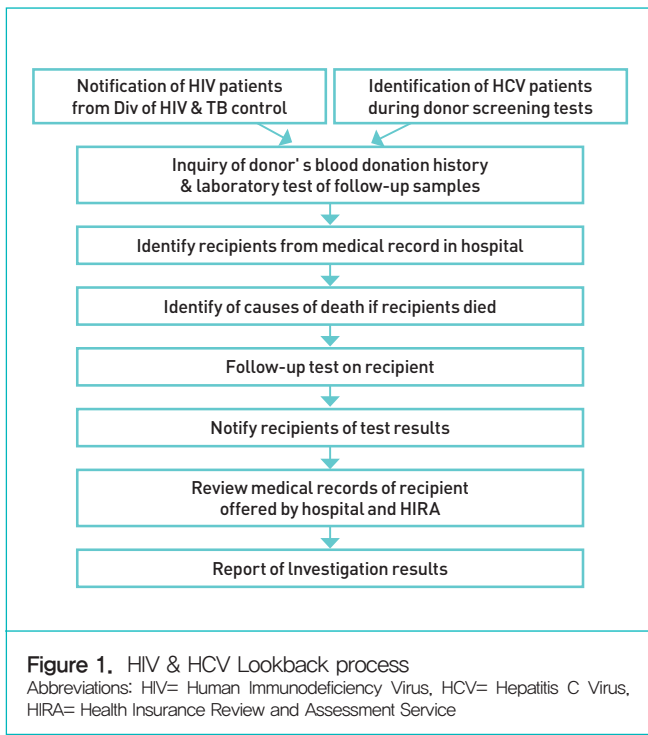 Notification of HIV patients
from Div of HIV & TB control
Identification of HCV patients
during donor screening tests
Inquiry of donor's blood donation history
& laboratory test of follow-up samples
Identify recipients from medical record in hospital
Identify of causes of death if recipients died
Follow-up test on recipient
Notify recipients of test results
Review medical records of recipient
offered by hospital and HIRA
Report of Investigation results
Figure 1. HIV & HCV Lookback process
Abbreviations: HIV= Human Immunodeficiency Virus, HCV= Hepatitis C Virus,
HIRA= Health Insurance Review and Assessment Service